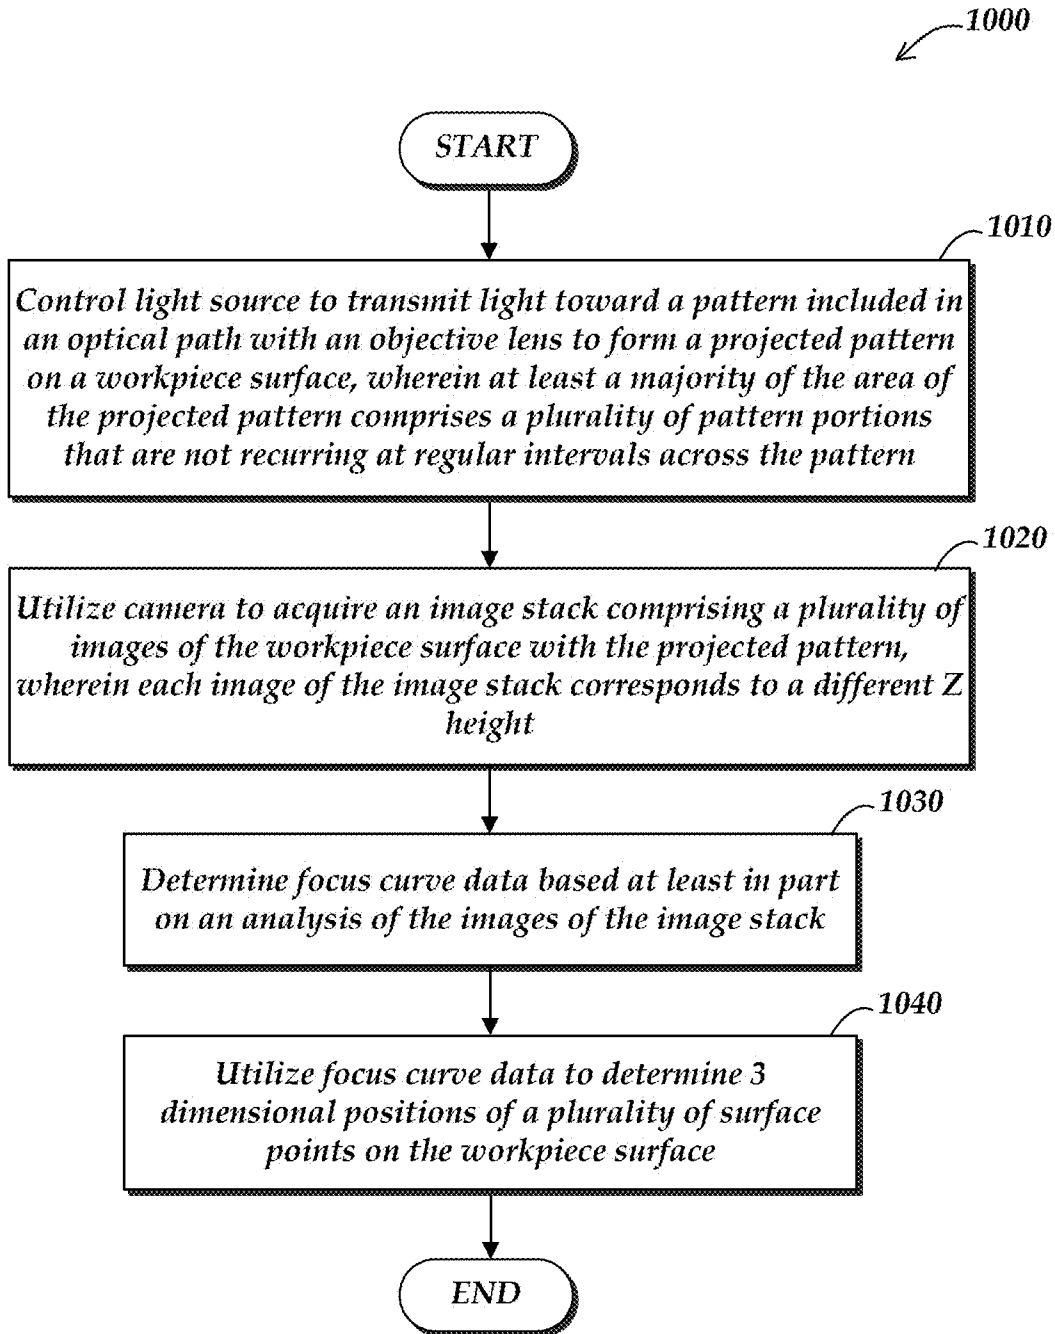 1000
START
1010
Control light source to transmit light toward a pattern included in
an optical path with an objective lens to form a projected pattern
on a workpiece surface, wherein at least a majority of the area of
the projected pattern comprises a plurality of pattern portions
that are not recurring at regular intervals across the pattern
1020
Utilize camera to acquire an image stack comprising a plurality of
images of the workpiece surface with the projected pattern,
wherein each image of the image stack corresponds to a different Z
height
1030
Determine focus curve data based at least in part
on an analysis of the images of the image stack
1040
Utilize focus curve data to determine 3
dimensional positions of a plurality of surface
points on the workpiece surface
END